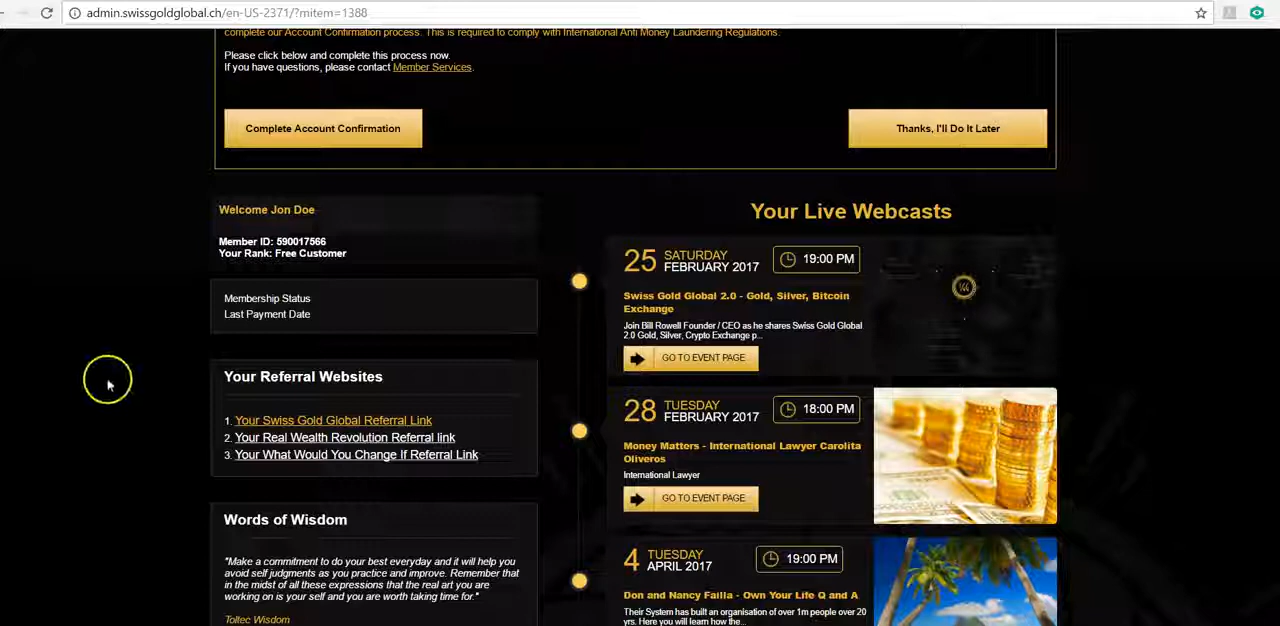 admin.swissgoldglobal.ch/en-US-2371/?mitem=1388
complete our Account Confirmation process. This is required to comply with International Anti Money Laundering Regulations.
Please click below and complete this process now.
If you have questions, please contact Member Services.
Complete Account Confirmation
Thanks, I'll Do It Later
Welcome Jon Doe
Member ID: 590017566
Your Rank: Free Customer
Membership Status
Last Payment Date
Your Referral Websites
1. Your Swiss Gold Global Referral Link
2. Your Real Wealth Revolution Referral link
3. Your What Would You Change If Referral Link
Words of Wisdom
"Make a commitment to do your best everyday and it will help you
avoid self judgments as you practice and improve. Remember that
in the midst of all these expressions that the real art you are
working on is your self and you are worth taking time for."
Toltec Wisdom
Your Live Webcasts
25 SATURDAY
FEBRUARY 2017
19:00 PM
Swiss Gold Global 2.0 - Gold, Silver, Bitcoin
Exchange
Join Bill Rowell Founder / CEO as he shares Swiss Gold Global
2.0 Gold, Silver, Crypto Exchange p...
GO TO EVENT PAGE
28 TUESDAY
FEBRUARY 2017
18:00 PM
Money Matters - International Lawyer Carolita
Oliveros
International Lawyer
GO TO EVENT PAGE
4 TUESDAY
APRIL 2017
19:00 PM
Don and Nancy Failla - Own Your Life Q and A
Their System has built an organisation of over 1m people over 20
yrs. Here you will learn how the...